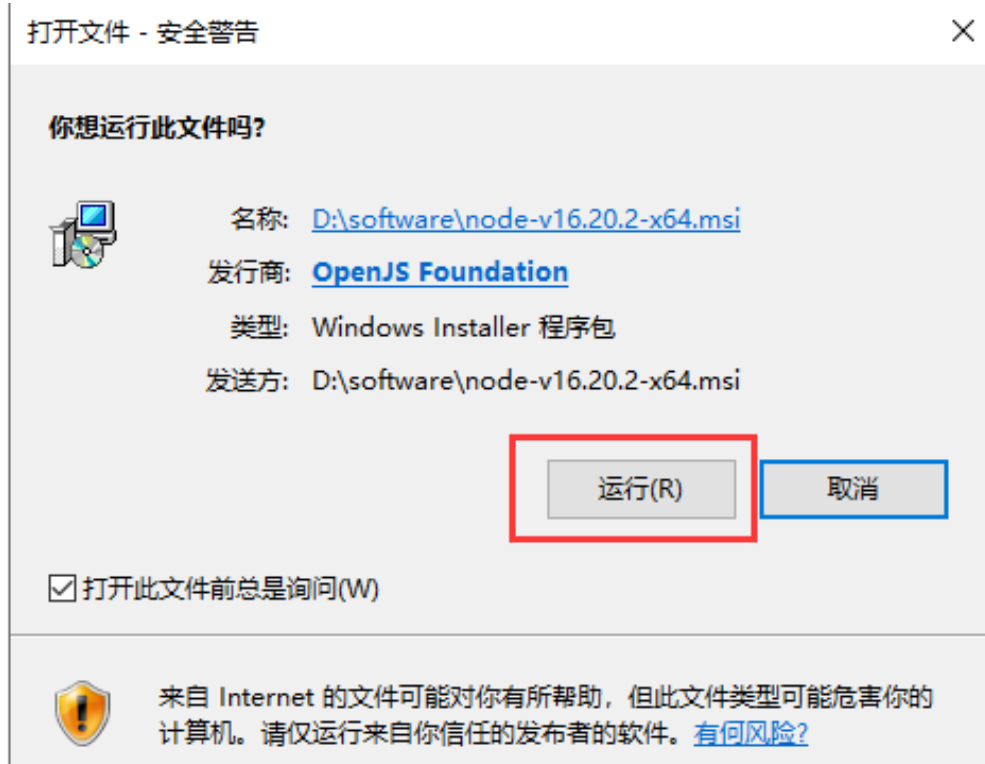 打开文件 - 安全警告
你想运行此文件吗?
名称: D:\software\node-v16.20.2-x64.msi
发行商: OpenJS Foundation
类型: Windows Installer 程序包
发送方: D:\software\node-v16.20.2-x64.msi
运行(R) 取消
打开此文件前总是询问(W)
来自 Internet 的文件可能对你有所帮助，但此文件类型可能危害你的
计算机。请仅运行来自你信任的发布者的软件。有何风险?